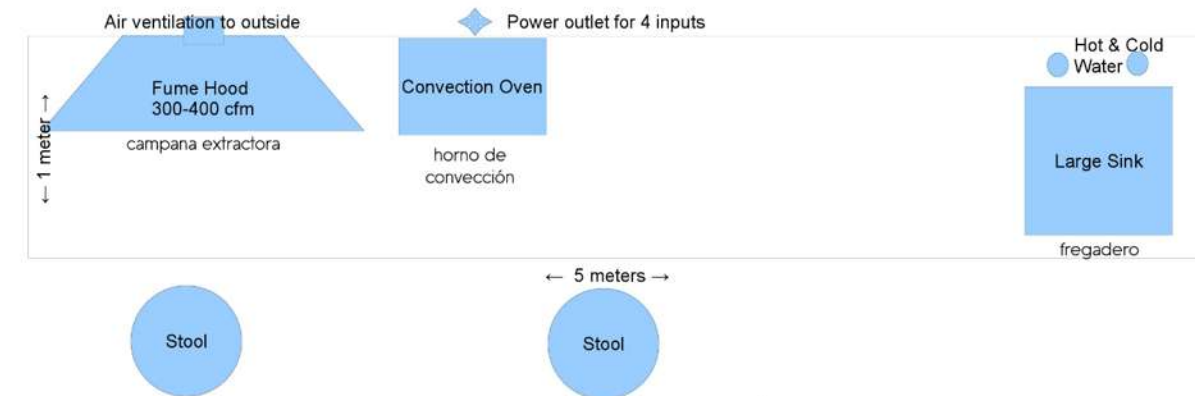 Air ventilation to outside
Power outlet for 4 inputs
Hot & Cold
Water
Fume Hood
300-400 cfm
Convection Oven
← 1 meter →
campana extractora
horno de
convección
Large Sink
fregadero
← 5 meters →
Stool
Stool